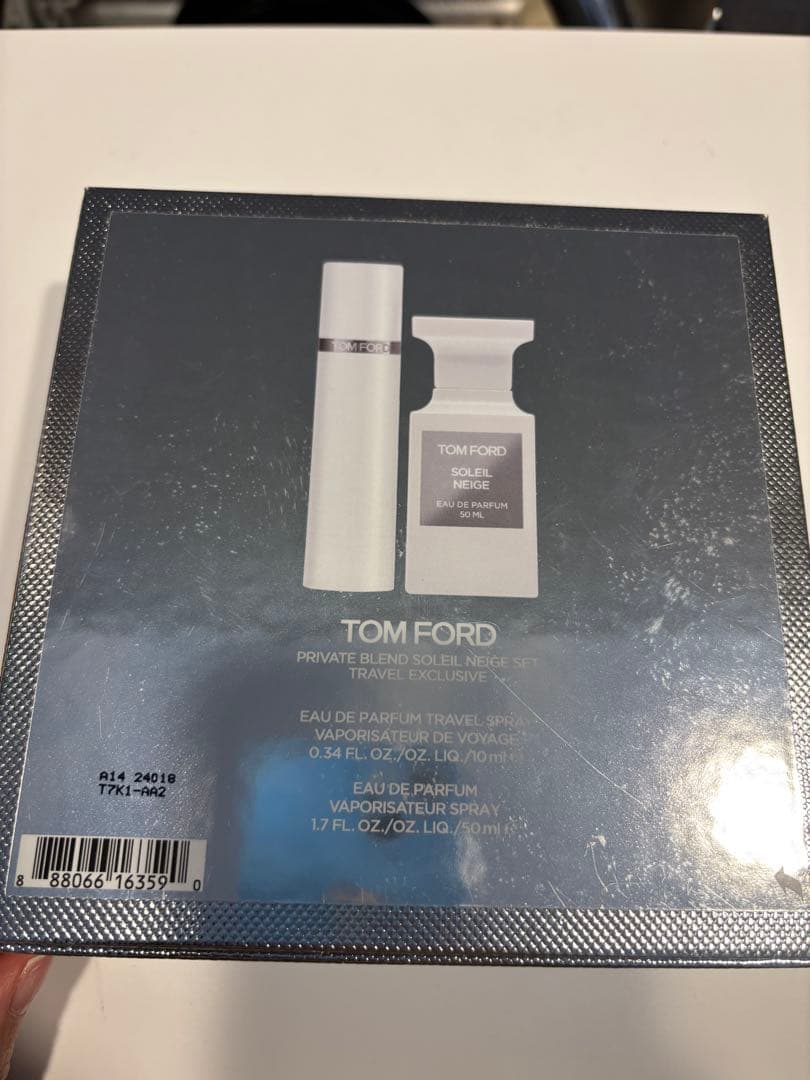 TOM FORD
TOM FORD
SOLEIL
NEIGE
EAU DE PARFUM
50 ML
TOM FORD
PRIVATE BLEND SOLEIL NEIGE SET
TRAVEL EXCLUSIVE
EAU DE PARFUM TRAVEL SPRAY
VAPORISATEUR DE VOYAGE
0.34 FL. OZ./OZ. LIQ./10 ml ℮
EAU DE PARFUM
VAPORISATEUR SPRAY
1.7 FL. OZ./OZ. LIQ./50 ml ℮
A14 24018
T7K1-AA2
8 88066 16359 0